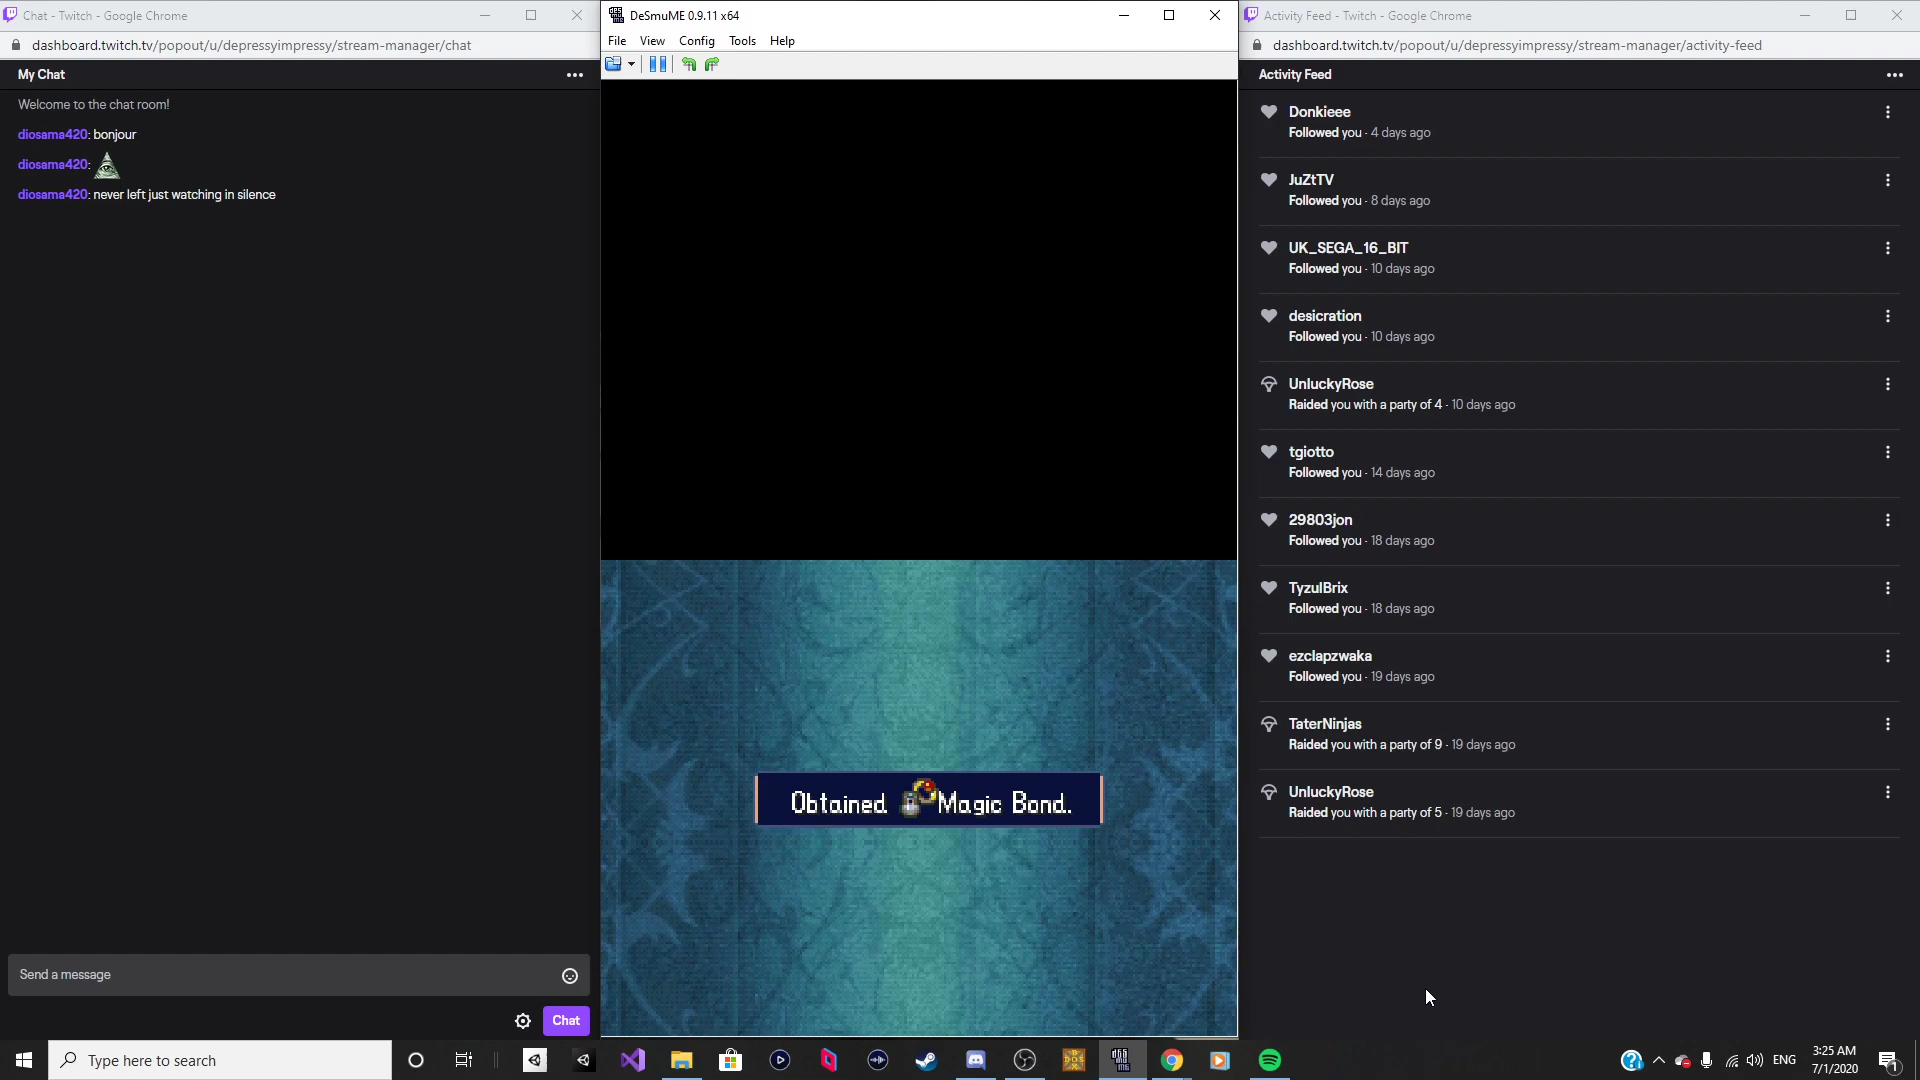 Chat - Twitch - Google Chrome
dashboard.twitch.tv/popout/u/depressyimpressy/stream-manager/chat
My Chat
Welcome to the chat room!
diosama420: bonjour
diosama420:
diosama420: never left just watching in silence
Send a message
Chat
DeSmuME 0.9.11 x64
File View Config Tools Help
Obtained Magic Bond.
Activity Feed - Twitch - Google Chrome
dashboard.twitch.tv/popout/u/depressyimpressy/stream-manager/activity-feed
Activity Feed
Donkieee
Followed you · 4 days ago
JuZtTV
Followed you · 8 days ago
UK_SEGA_16_BIT
Followed you · 10 days ago
desicration
Followed you · 10 days ago
UnluckyRose
Raided you with a party of 4 · 10 days ago
tgiotto
Followed you · 14 days ago
29803jon
Followed you · 18 days ago
TyzulBrix
Followed you · 18 days ago
ezclapzwaka
Followed you · 19 days ago
TaterNinjas
Raided you with a party of 9 · 19 days ago
UnluckyRose
Raided you with a party of 5 · 19 days ago
Type here to search
ENG
3:25 AM
7/1/2020
1